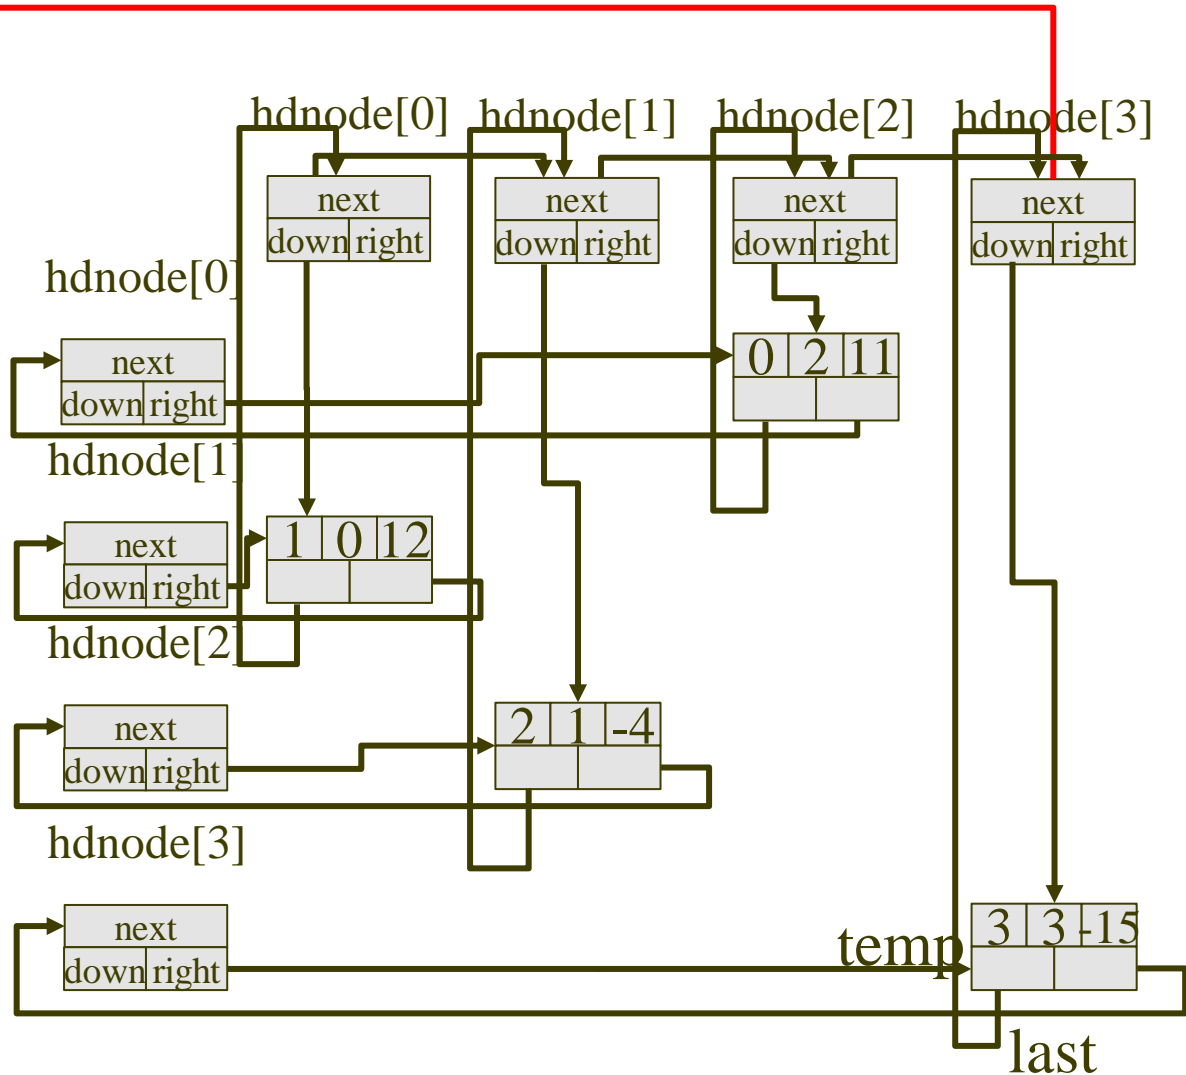 hdnode[0] hdnode[1] hdnode[2] hdnode[3]
next next next next
down right down right down right down right
hdnode[0]
next 0 2 11
down right
hdnode[1]
next 1 0 12
down right
hdnode[2]
next 2 1 -4
down right
hdnode[3]
next 3 3 -15
down right temp
last